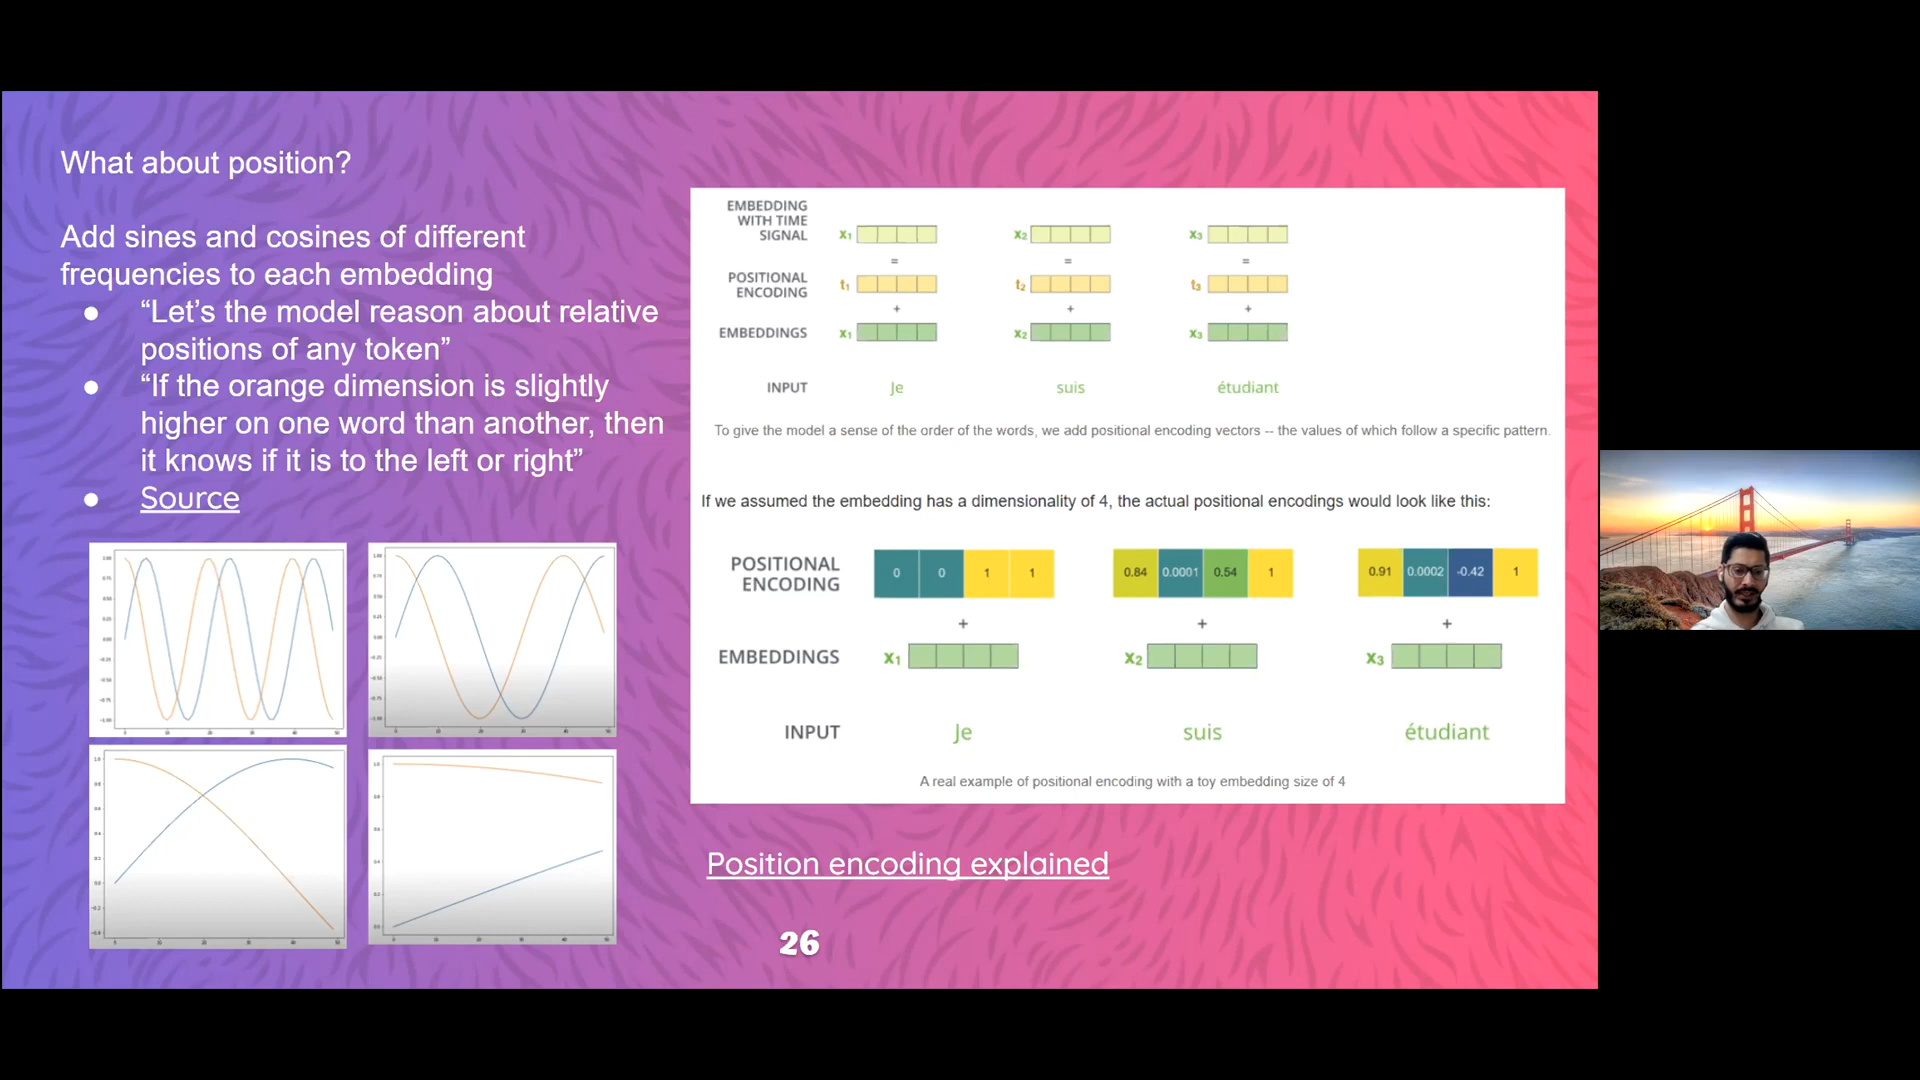 What about position?
Add sines and cosines of different
frequencies to each embedding
● “Let’s the model reason about relative
positions of any token”
● “If the orange dimension is slightly
higher on one word than another, then
it knows if it is to the left or right”
● Source
EMBEDDING
WITH TIME
SIGNAL
x₁ x₂ x₃
= = =
POSITIONAL
ENCODING
t₁ t₂ t₃
+ + +
EMBEDDINGS x₁ x₂ x₃
INPUT Je suis étudiant
To give the model a sense of the order of the words, we add positional encoding vectors -- the values of which follow a specific pattern.
If we assumed the embedding has a dimensionality of 4, the actual positional encodings would look like this:
POSITIONAL
ENCODING
0 0 1 1 0.84 0.0001 0.54 1 0.91 0.0002 -0.42 1
+ + +
EMBEDDINGS x₁ x₂ x₃
INPUT Je suis étudiant
A real example of positional encoding with a toy embedding size of 4
Position encoding explained
26